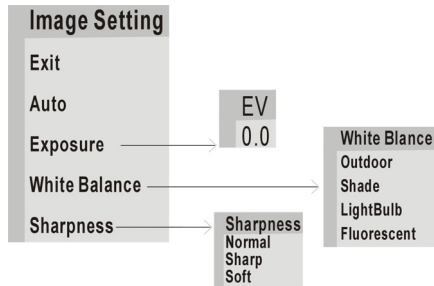 Image Setting
Exit
Auto
Exposure
White Balance
Sharpness
EV
0.0
White Blance
Outdoor
Shade
LightBulb
Fluorescent
Sharpness
Normal
Sharp
Soft